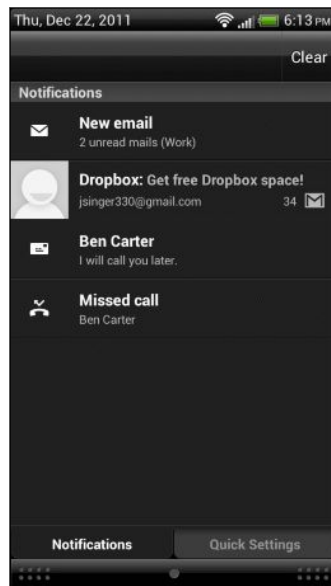 Thu, Dec 22, 2011 6:13 PM
Clear
Notifications
New email
2 unread mails (Work)
Dropbox: Get free Dropbox space!
jsinger330@gmail.com 34
Ben Carter
I will call you later.
Missed call
Ben Carter
Notifications Quick Settings